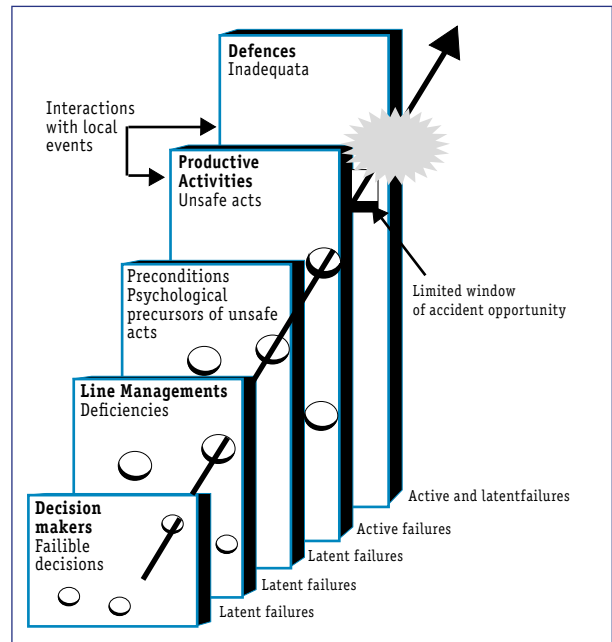 Defences
Inadequata
Interactions
with local
events
Productive
Activities
Unsafe acts
Preconditions
Psychological
precursors of unsafe
acts
Limited window
of accident opportunity
Line Managements
Deficiencies
Decision
makers
Failible
decisions
Active and latentfailures
Active failures
Latent failures
Latent failures
Latent failures